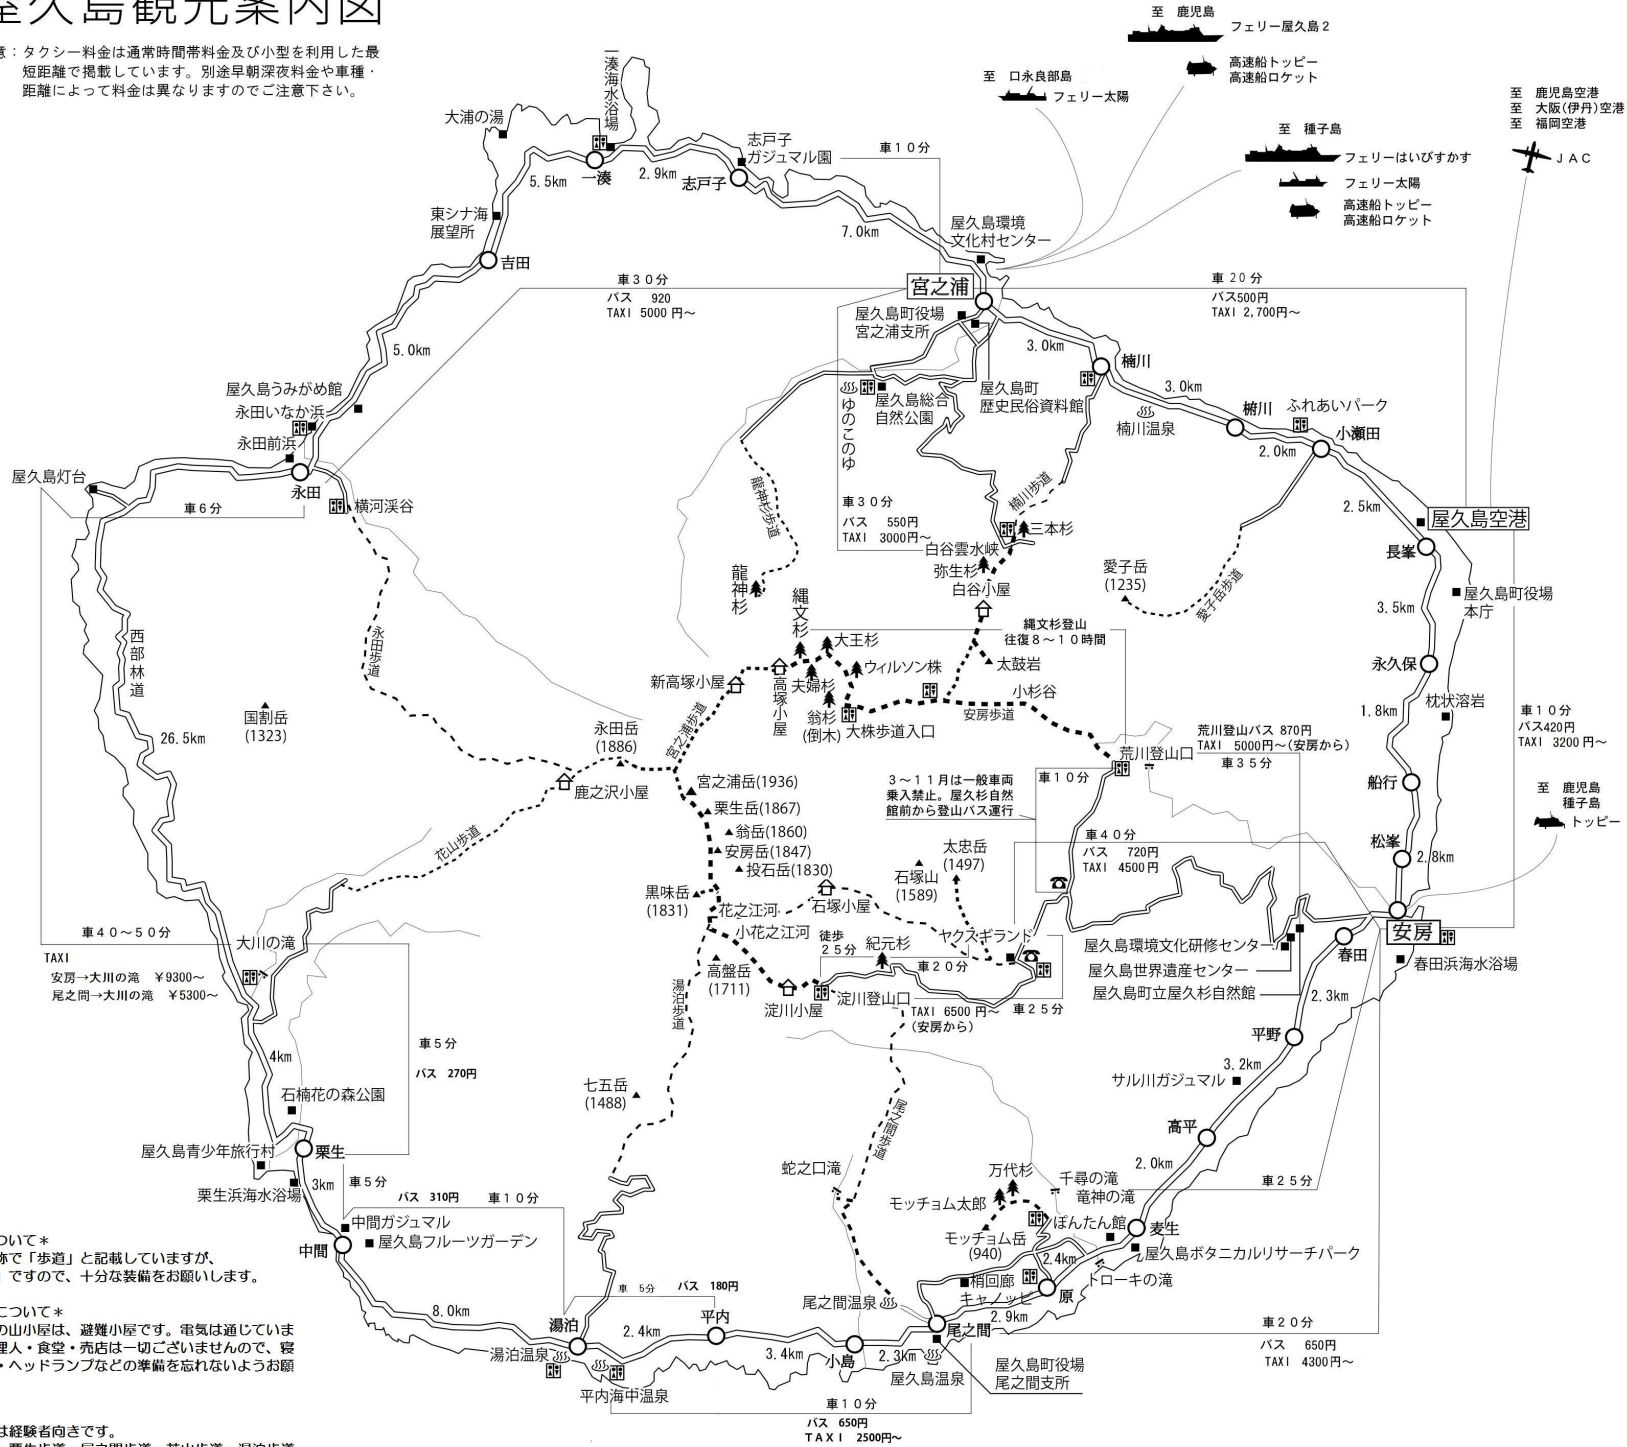 屋久島観光案内図
意：タクシー料金は通常時間帯料金及び小型を利用した最
短距離で掲載しています。別途早朝深夜料金や車種・
距離によって料金は異なりますのでご注意下さい。
至 鹿児島
フェリー屋久島２
高速船トッピー
高速船ロケット
至 口永良部島
フェリー太陽
至 種子島
フェリーはいびすかす
フェリー太陽
高速船トッピー
高速船ロケット
至 鹿児島空港
至 大阪(伊丹)空港
至 福岡空港
ＪＡＣ
一湊海水浴場
大浦の湯
5.5km
一湊
2.9km
志戸子
志戸子
ガジュマル園
車１０分
7.0km
東シナ海
展望所
吉田
屋久島環境
文化村センター
宮之浦
車３０分
バス 920
TAXI 5000 円～
車 20 分
バス500円
TAXI 2,700円～
屋久島町役場
宮之浦支所
5.0km
3.0km
楠川
3.0km
楠川温泉
椨川
ふれあいパーク
小瀬田
2.0km
屋久島うみがめ館
永田いなか浜
永田前浜
永田
屋久島灯台
車６分
横河渓谷
ゆのこのゆ
屋久島総合
自然公園
屋久島町
歴史民俗資料館
龍神杉歩道
龍神杉
車３０分
バス 550円
TAXI 3000円～
楠川歩道
三本杉
白谷雲水峡
弥生杉
白谷小屋
愛子岳
(1235)
愛子岳歩道
2.5km
屋久島空港
長峯
屋久島町役場
本庁
3.5km
永久保
枕状溶岩
1.8km
車１０分
バス420円
TAXI 3200 円～
船行
至 鹿児島
種子島
トッピー
松峯
2.8km
西部林道
永田歩道
国割岳
(1323)
26.5km
縄文杉
大王杉
ウィルソン株
夫婦杉
高塚小屋
新高塚小屋
翁杉
(倒木)
大株歩道入口
縄文杉登山
往復８～１０時間
太鼓岩
小杉谷
安房歩道
宮之浦歩道
永田岳
(1886)
鹿之沢小屋
宮之浦岳(1936)
栗生岳(1867)
翁岳(1860)
安房岳(1847)
投石岳(1830)
黒味岳
(1831)
花山歩道
花之江河
小花之江河
石塚小屋
石塚山
(1589)
太忠岳
(1497)
荒川登山口
荒川登山バス 870円
TAXI 5000円～(安房から)
車３５分
３～１１月は一般車両
乗入禁止。屋久杉自然
館前から登山バス運行
車１０分
車４０分
バス 720円
TAXI 4500円
高盤岳
(1711)
徒歩
２５分
紀元杉
ヤクスギランド
車２０分
淀川小屋
淀川登山口
TAXI 6500 円～
(安房から)
車２５分
安房
春田
春田浜海水浴場
屋久島環境文化研修センター
屋久島世界遺産センター
屋久島町立屋久杉自然館
2.3km
平野
3.2km
サル川ガジュマル
高平
2.0km
車４０～５０分
TAXI
安房→大川の滝 ￥9300～
尾之間→大川の滝 ￥5300～
大川の滝
4km
車５分
バス 270円
石楠花の森公園
屋久島青少年旅行村
栗生
栗生浜海水浴場
3km
車５分
バス 310円
車１０分
中間ガジュマル
屋久島フルーツガーデン
中間
湯泊歩道
七五岳
(1488)
尾之間歩道
蛇之口滝
万代杉
モッチョム太郎
モッチョム岳
(940)
千尋の滝
竜神の滝
ぽんたん館
車２５分
麦生
屋久島ボタニカルリサーチパーク
トローキの滝
2.4km
原
梢回廊
キャノッピ
2.9km
尾之間温泉
尾之間
車２０分
バス 650円
TAXI 4300円～
8.0km
湯泊
車 ５分 バス 180円
平内
2.4km
3.4km
小島
2.3km
湯泊温泉
平内海中温泉
屋久島温泉
屋久島町役場
尾之間支所
車１０分
バス 650円
ＴＡＸＩ 2500円～
ついて＊
称で「歩道」と記載していますが、
ですので、十分な装備をお願いします。
について＊
の山小屋は、避難小屋です。電気は通じていま
理人・食堂・売店は一切ございませんので、寝
・ヘッドランプなどの準備を忘れないようお願
は経験者向きです。